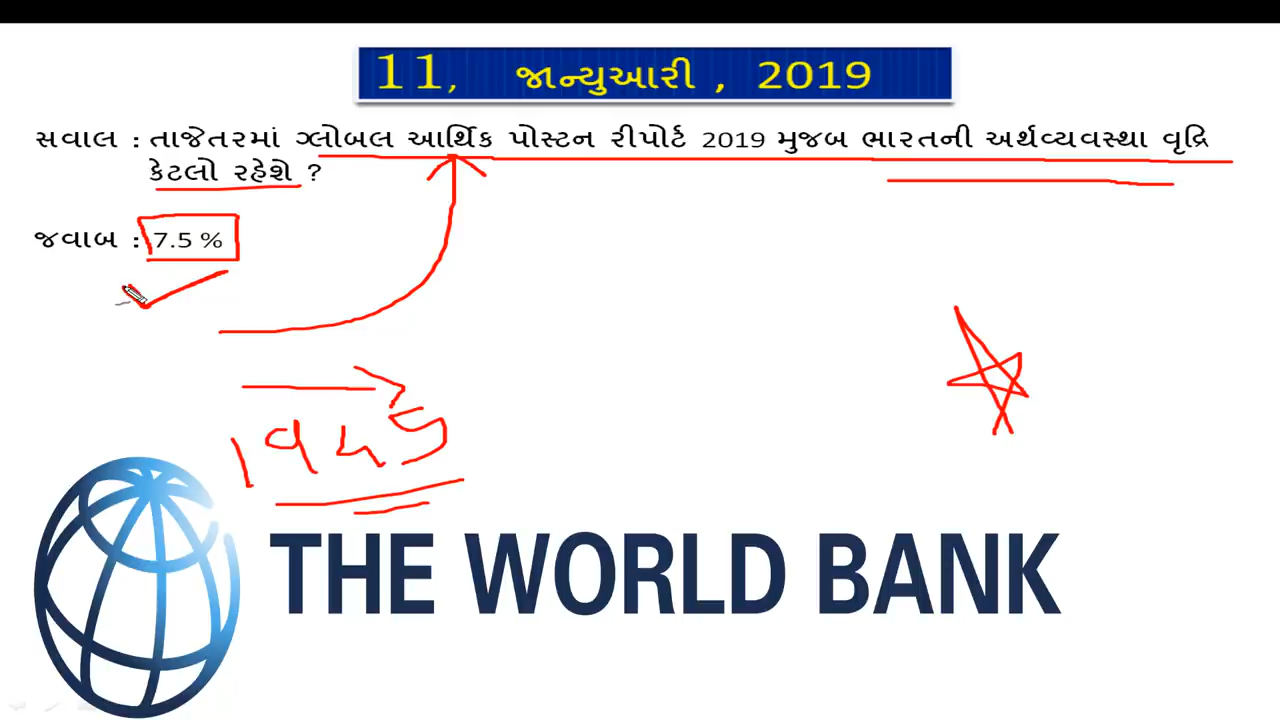 11, જાન્યુઆરી , 2019
સવાલ : તાજેતરમાં ગ્લોબલ આર્થિક પોસ્ટન રીપોર્ટ 2019 મુજબ ભારતની અર્થવ્યવસ્થા વૃદ્રિ
કેટલો રહેશે ?
જવાબ : 7.5 %
1945
THE WORLD BANK